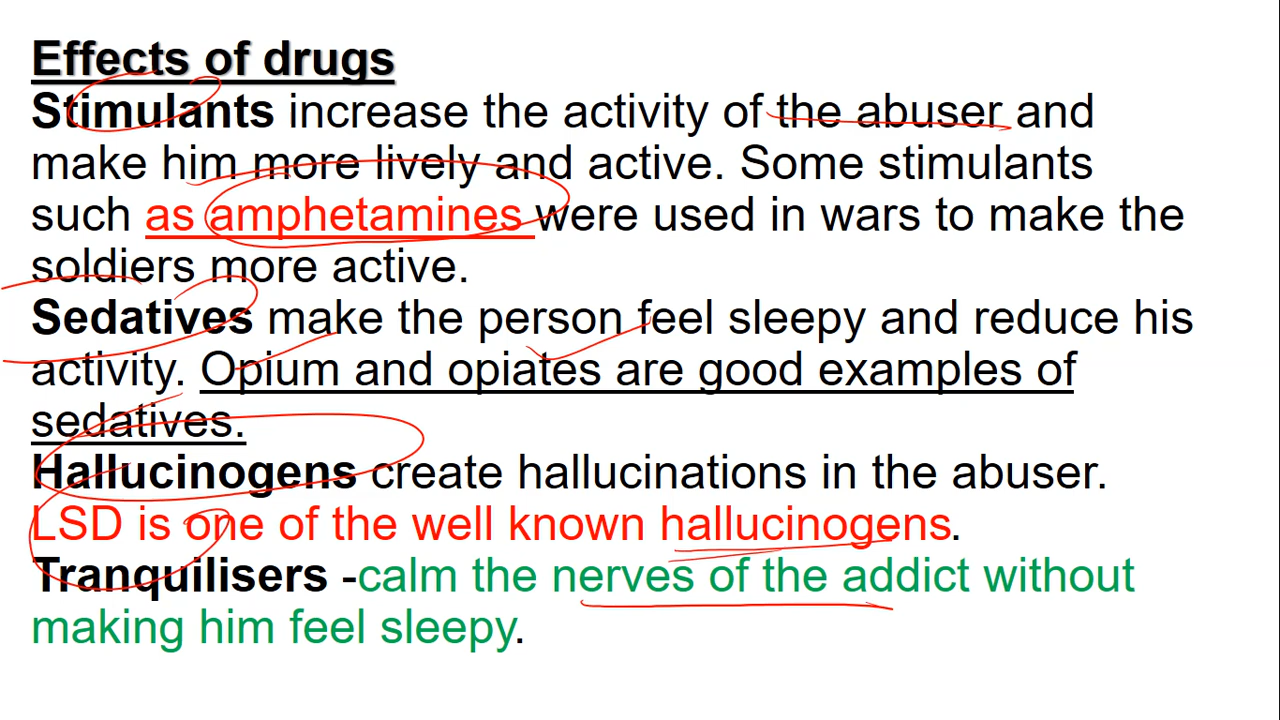 Effects of drugs
Stimulants increase the activity of the abuser and
make him more lively and active. Some stimulants
such as amphetamines were used in wars to make the
soldiers more active.
Sedatives make the person feel sleepy and reduce his
activity. Opium and opiates are good examples of
sedatives.
Hallucinogens create hallucinations in the abuser.
LSD is one of the well known hallucinogens.
Tranquilisers -calm the nerves of the addict without
making him feel sleepy.